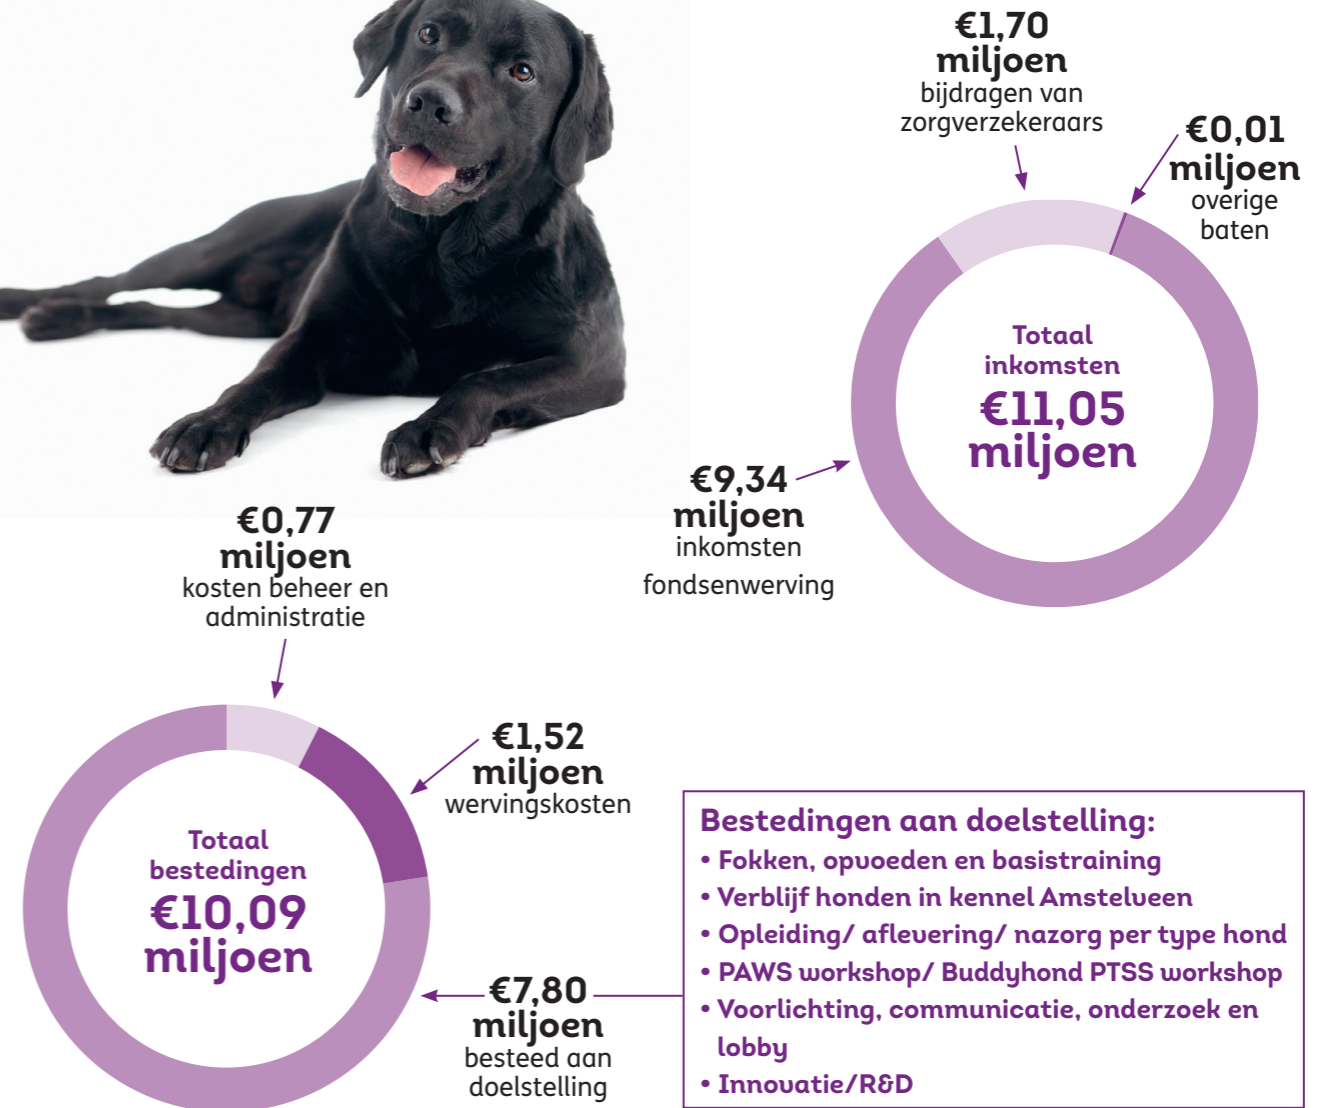 €1,70
miljoen
bijdragen van
zorgverzekeraars
€0,01
miljoen
overige
baten
Totaal
inkomsten
€11,05
miljoen
€9,34
miljoen
inkomsten
fondsenwerving
€0,77
miljoen
kosten beheer en
administratie
€1,52
miljoen
wervingskosten
Totaal
bestedingen
€10,09
miljoen
€7,80
miljoen
besteed aan
doelstelling
Bestedingen aan doelstelling:
• Fokken, opvoeden en basistraining
• Verblijf honden in kennel Amstelveen
• Opleiding/ aflevering/ nazorg per type hond
• PAWS workshop/ Buddyhond PTSS workshop
• Voorlichting, communicatie, onderzoek en
lobby
• Innovatie/R&D